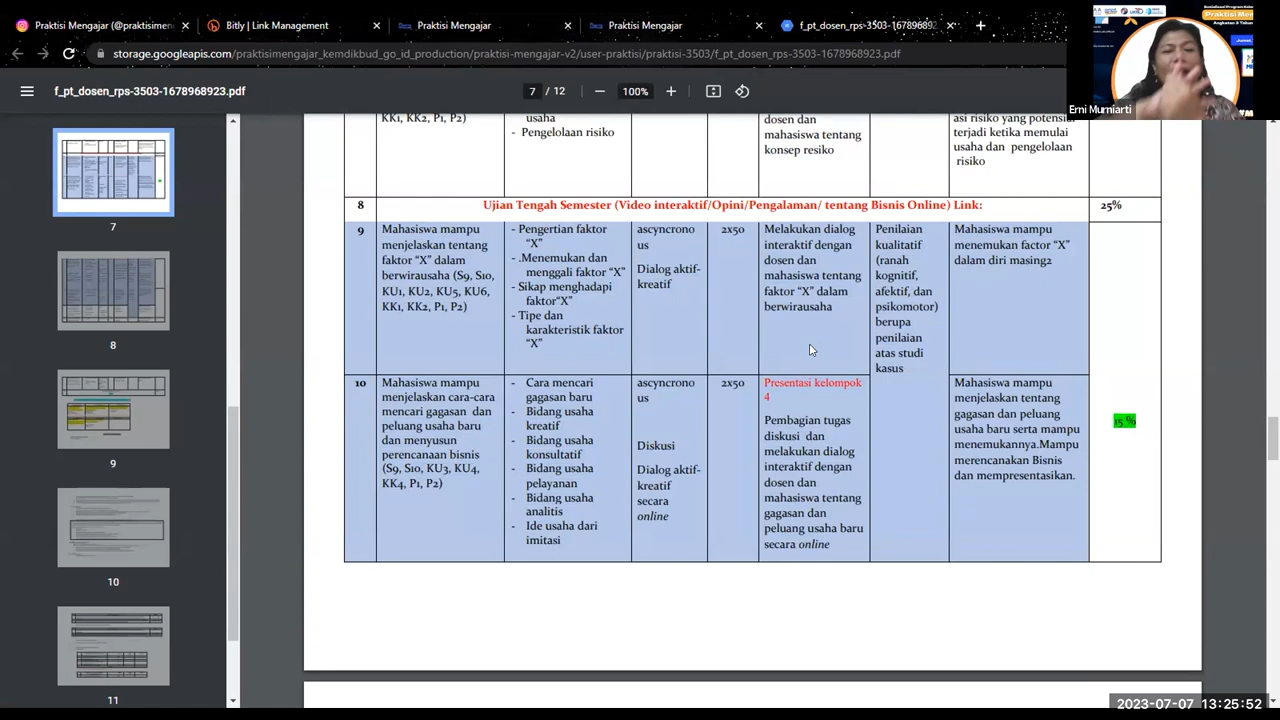 Praktisi Mengajar (@praktisimen
S.id Link Management
Praktisi Me
rps-3503-16789689
ge.googleapis.com
praktisimengajar_kemdikbud_go
user-prakti
psi-3503/f_pt_dosen_rps-3503-1678968923.pdf
f_pt_dosen_rps-3503-1678968923.pdf
7 / 12
100%
Praktisi Men
Erni Murniarti
7
8
9
10
11
KK1, KK2, P1, P2)
usaha
Pengelolaan risiko
dosen dan
mahasiswa tentang
konsep resiko
asi risiko yang potensia
terjadi ketika memulai
usaha dan pengelolaan
risiko
8
Ujian Tengah Semester (Video interaktif/Opini/Pengalaman/ tentang Bisnis Online) Link:
25%
9
Mahasiswa mampu
menjelaskan tentang
faktor “X” dalam
berwirausaha (S9, S10,
KU1, KU2, KU5, KU6,
KK1, KK2, P1, P2)
- Pengertian faktor
“X”
- .Menemukan dan
menggali faktor “X”
- Sikap menghadapi
faktor“X”
- Tipe dan
karakteristik faktor
“X”
ascyncrono
us
Dialog aktif-
kreatif
2x50
Melakukan dialog
interaktif dengan
dosen dan
mahasiswa tentang
faktor “X” dalam
berwirausaha
Penilaian
kualitatif
(ranah
kognitif,
afektif, dan
psikomotor)
berupa
penilaian
atas studi
kasus
Mahasiswa mampu
menemukan factor “X”
dalam diri masing2
10
Mahasiswa mampu
menjelaskan cara-cara
mencari gagasan dan
peluang usaha baru
dan menyusun
perencanaan bisnis
(S9, S10, KU3, KU4,
KK4, P1, P2)
- Cara mencari
gagasan baru
- Bidang usaha
kreatif
- Bidang usaha
konsultatif
- Bidang usaha
pelayanan
- Bidang usaha
analitis
- Ide usaha dari
imitasi
ascyncrono
us
Diskusi
Dialog aktif-
kreatif
secara
online
2x50
Presentasi kelompok
4
Pembagian tugas
diskusi dan
melakukan dialog
interaktif dengan
dosen dan
mahasiswa tentang
gagasan dan
peluang usaha baru
secara online
Mahasiswa mampu
menjelaskan tentang
gagasan dan peluang
usaha baru serta mampu
menemukannya.Mampu
merencanakan Bisnis
dan mempresentasikan.
15 %
2023-07-07 13:25:52